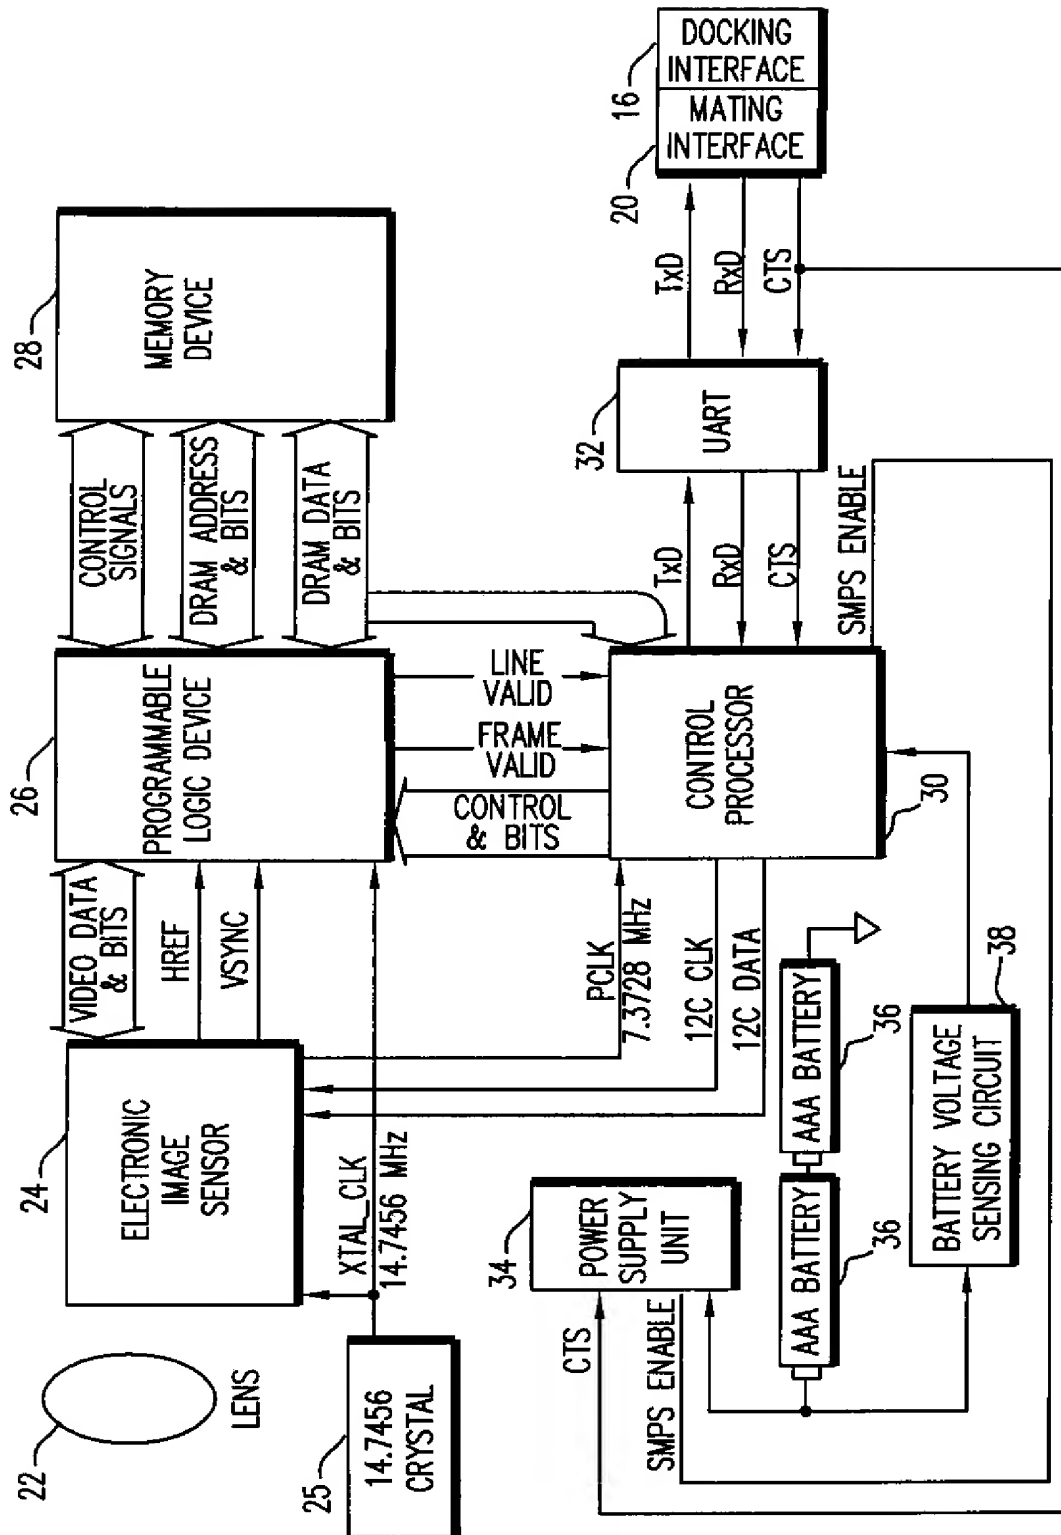 22
LENS
24
ELECTRONIC
IMAGE
SENSOR
VIDEO DATA
& BITS
HREF
VSYNC
26
PROGRAMMABLE
LOGIC DEVICE
CONTROL
SIGNALS
DRAM ADDRESS
& BITS
DRAM DATA
& BITS
28
MEMORY
DEVICE
25
14.7456
CRYSTAL
XTAL_CLK
14.7456 MHz
PCLK
7.3728 MHz
12C CLK
12C DATA
CONTROL
& BITS
FRAME
VALID
LINE
VALID
CONTROL
PROCESSOR
30
TxD
RxD
CTS
SMPS ENABLE
32
UART
TxD
RxD
CTS
20
16
MATING
INTERFACE
DOCKING
INTERFACE
CTS
SMPS ENABLE
34
POWER
SUPPLY
UNIT
AAA BATTERY
36
AAA BATTERY
36
BATTERY VOLTAGE
SENSING CIRCUIT
38